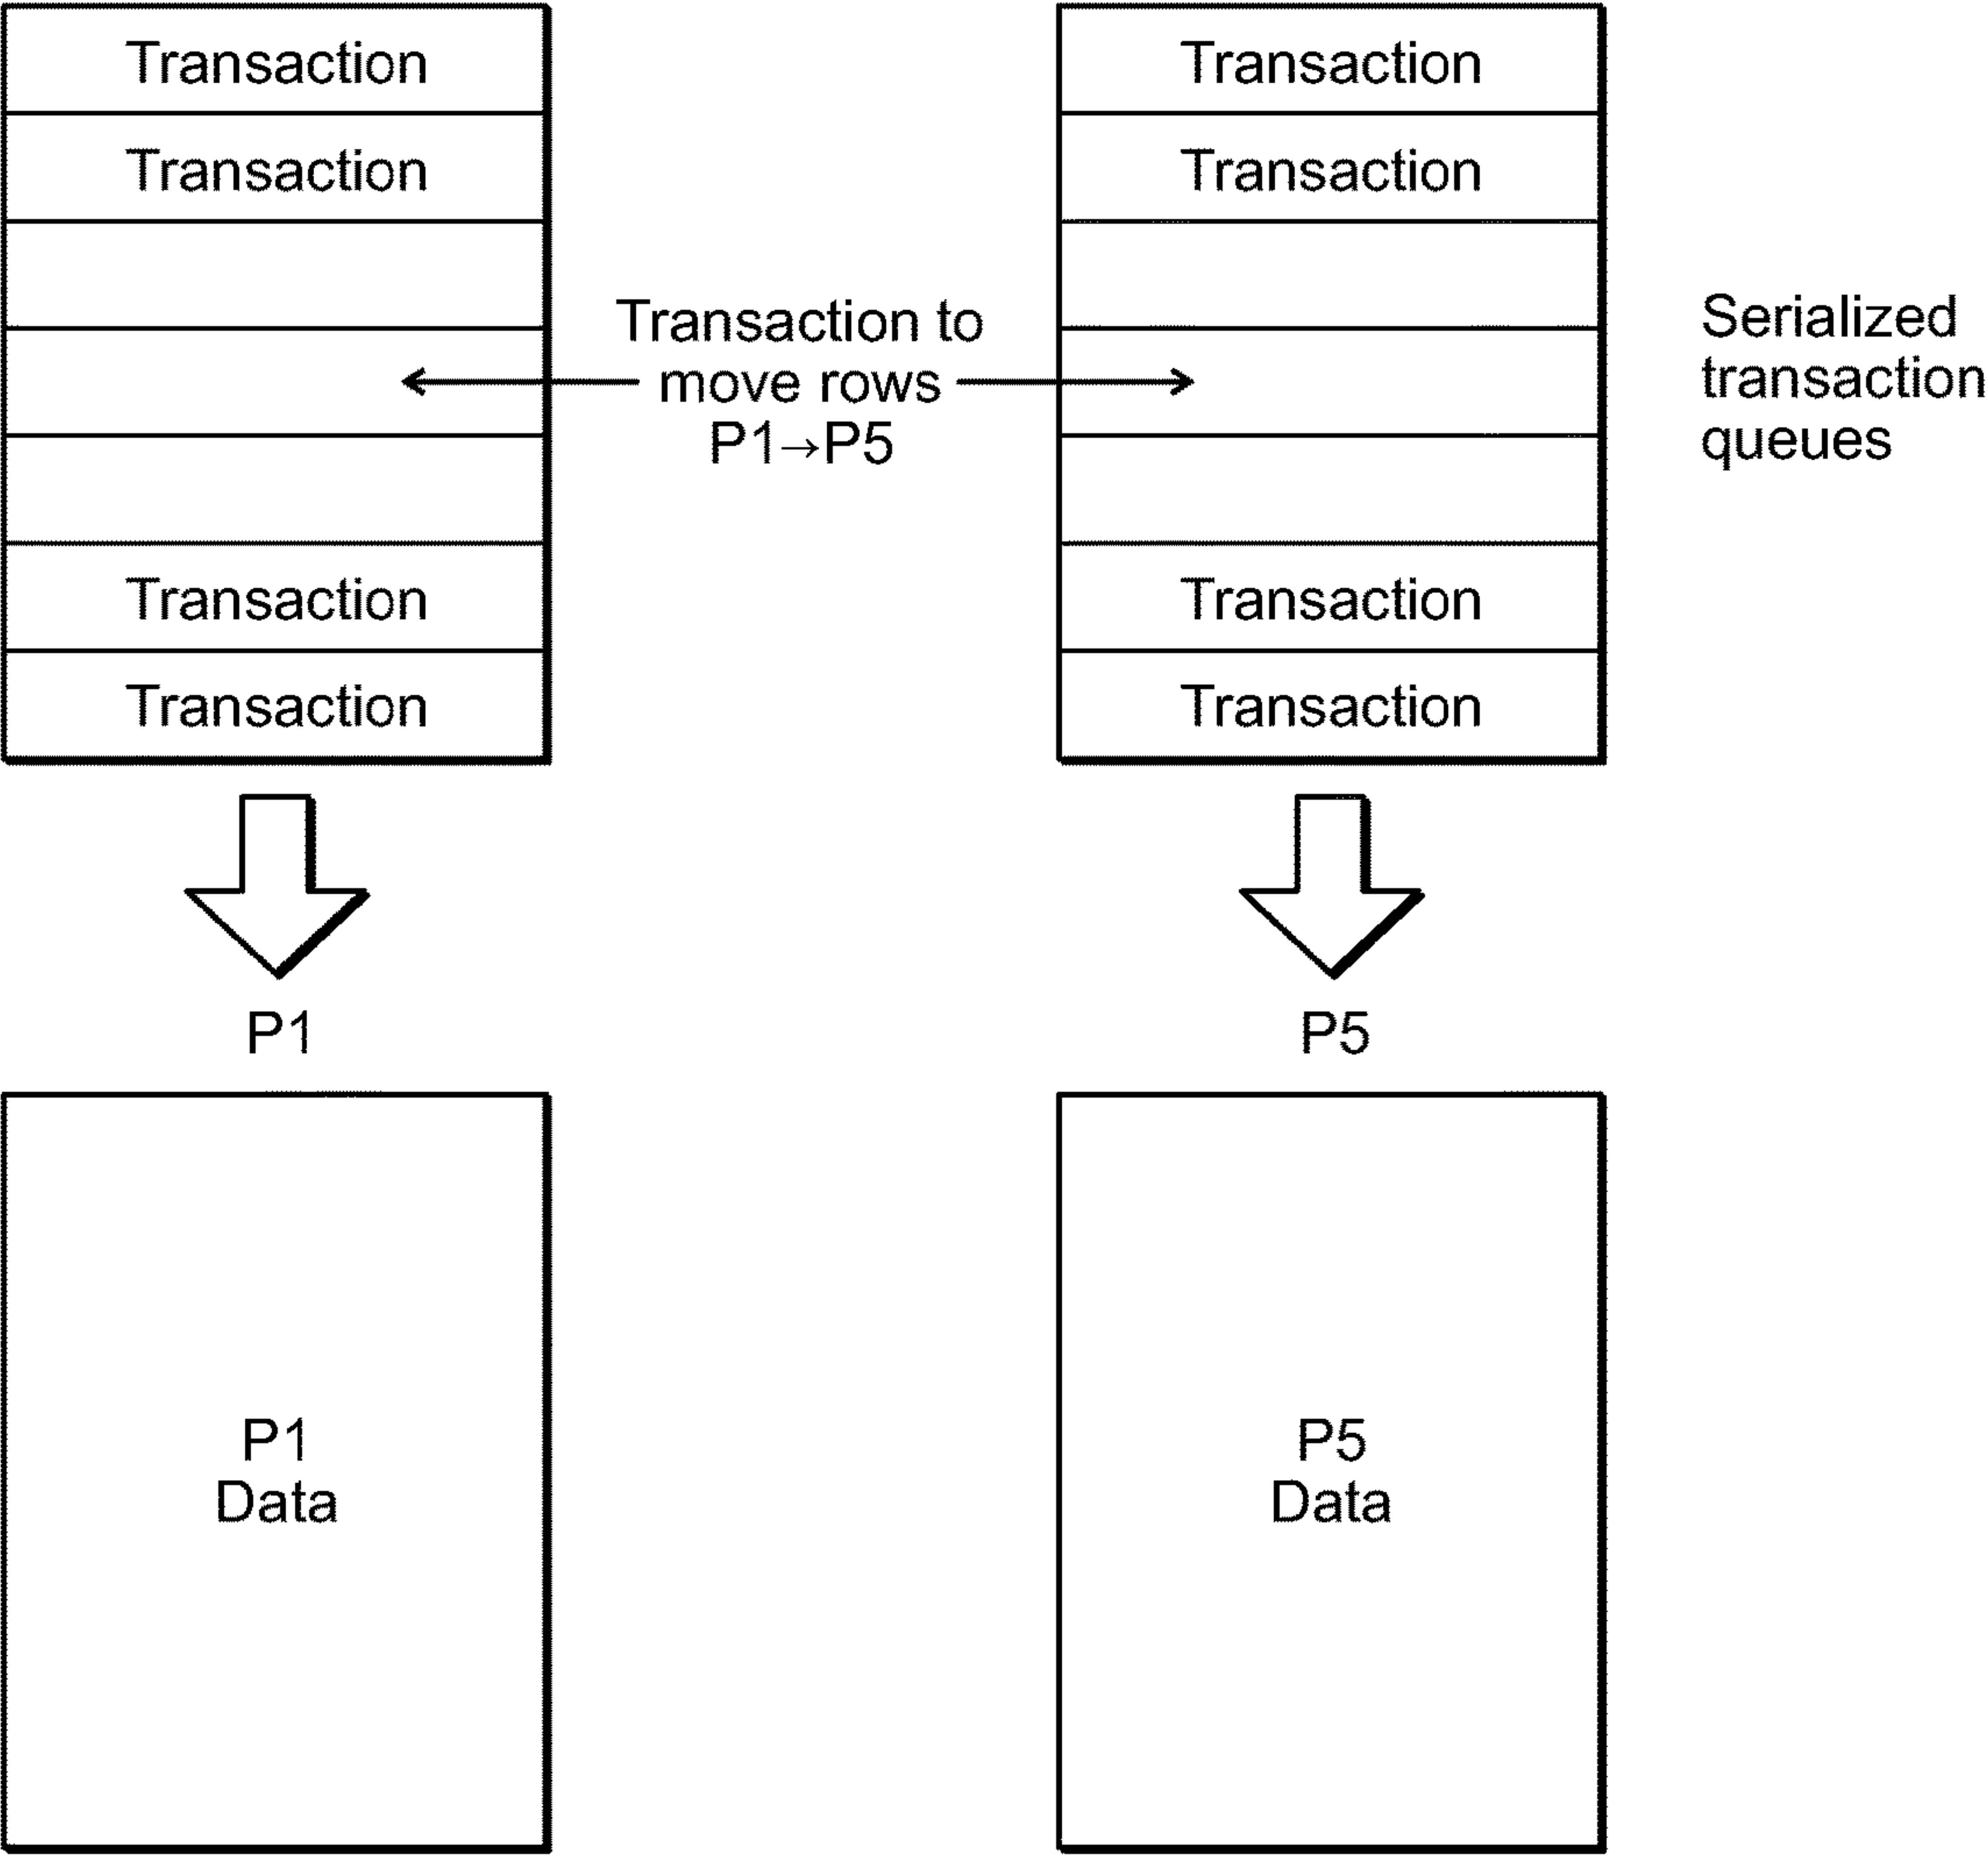 Transaction
Transaction
Transaction
Transaction
Transaction to
move rows
P1→P5
Serialized
transaction
queues
Transaction
Transaction
Transaction
Transaction
P1
P5
P1
Data
P5
Data